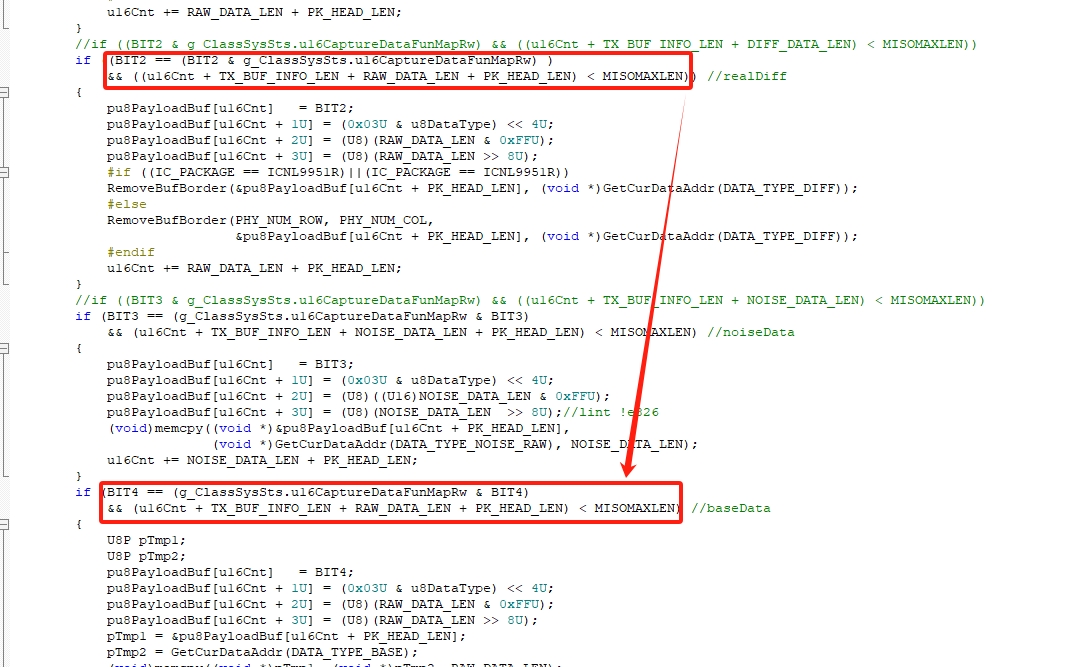 u16Cnt += RAW_DATA_LEN + PK_HEAD_LEN;
}
//if ((BIT2 & g_ClassSysSts.u16CaptureDataFunMapRw) && ((u16Cnt + TX_BUF_INFO_LEN + DIFF_DATA_LEN) < MISOMAXLEN))
if ((BIT2 == (BIT2 & g_ClassSysSts.u16CaptureDataFunMapRw) )
&& ((u16Cnt + TX_BUF_INFO_LEN + RAW_DATA_LEN + PK_HEAD_LEN) < MISOMAXLEN)) //realDiff
{
pu8PayloadBuf[u16Cnt] = BIT2;
pu8PayloadBuf[u16Cnt + 1U] = (0x03U & u8DataType) << 4U;
pu8PayloadBuf[u16Cnt + 2U] = (U8)(RAW_DATA_LEN & 0xFFU);
pu8PayloadBuf[u16Cnt + 3U] = (U8)(RAW_DATA_LEN >> 8U);
#if ((IC_PACKAGE == ICNL9951R)||(IC_PACKAGE == ICNL9951R))
RemoveBufBorder(&pu8PayloadBuf[u16Cnt + PK_HEAD_LEN], (void *)GetCurDataAddr(DATA_TYPE_DIFF));
#else
RemoveBufBorder(PHY_NUM_ROW, PHY_NUM_COL,
&pu8PayloadBuf[u16Cnt + PK_HEAD_LEN], (void *)GetCurDataAddr(DATA_TYPE_DIFF));
#endif
u16Cnt += RAW_DATA_LEN + PK_HEAD_LEN;
}
//if ((BIT3 & g_ClassSysSts.u16CaptureDataFunMapRw) && ((u16Cnt + TX_BUF_INFO_LEN + NOISE_DATA_LEN) < MISOMAXLEN))
if (BIT3 == (g_ClassSysSts.u16CaptureDataFunMapRw & BIT3)
&& (u16Cnt + TX_BUF_INFO_LEN + NOISE_DATA_LEN + PK_HEAD_LEN) < MISOMAXLEN) //noiseData
{
pu8PayloadBuf[u16Cnt] = BIT3;
pu8PayloadBuf[u16Cnt + 1U] = (0x03U & u8DataType) << 4U;
pu8PayloadBuf[u16Cnt + 2U] = (U8)((U16)NOISE_DATA_LEN & 0xFFU);
pu8PayloadBuf[u16Cnt + 3U] = (U8)(NOISE_DATA_LEN >> 8U);//lint !e826
(void)memcpy((void *)&pu8PayloadBuf[u16Cnt + PK_HEAD_LEN],
(void *)GetCurDataAddr(DATA_TYPE_NOISE_RAW), NOISE_DATA_LEN);
u16Cnt += NOISE_DATA_LEN + PK_HEAD_LEN;
}
if (BIT4 == (g_ClassSysSts.u16CaptureDataFunMapRw & BIT4)
&& (u16Cnt + TX_BUF_INFO_LEN + RAW_DATA_LEN + PK_HEAD_LEN) < MISOMAXLEN) //baseData
{
U8P pTmp1;
U8P pTmp2;
pu8PayloadBuf[u16Cnt] = BIT4;
pu8PayloadBuf[u16Cnt + 1U] = (0x03U & u8DataType) << 4U;
pu8PayloadBuf[u16Cnt + 2U] = (U8)(RAW_DATA_LEN & 0xFFU);
pu8PayloadBuf[u16Cnt + 3U] = (U8)(RAW_DATA_LEN >> 8U);
pTmp1 = &pu8PayloadBuf[u16Cnt + PK_HEAD_LEN];
pTmp2 = GetCurDataAddr(DATA_TYPE_BASE);
(void)memcpy((void *)pTmp1, (void *)pTmp2, RAW_DATA_LEN);